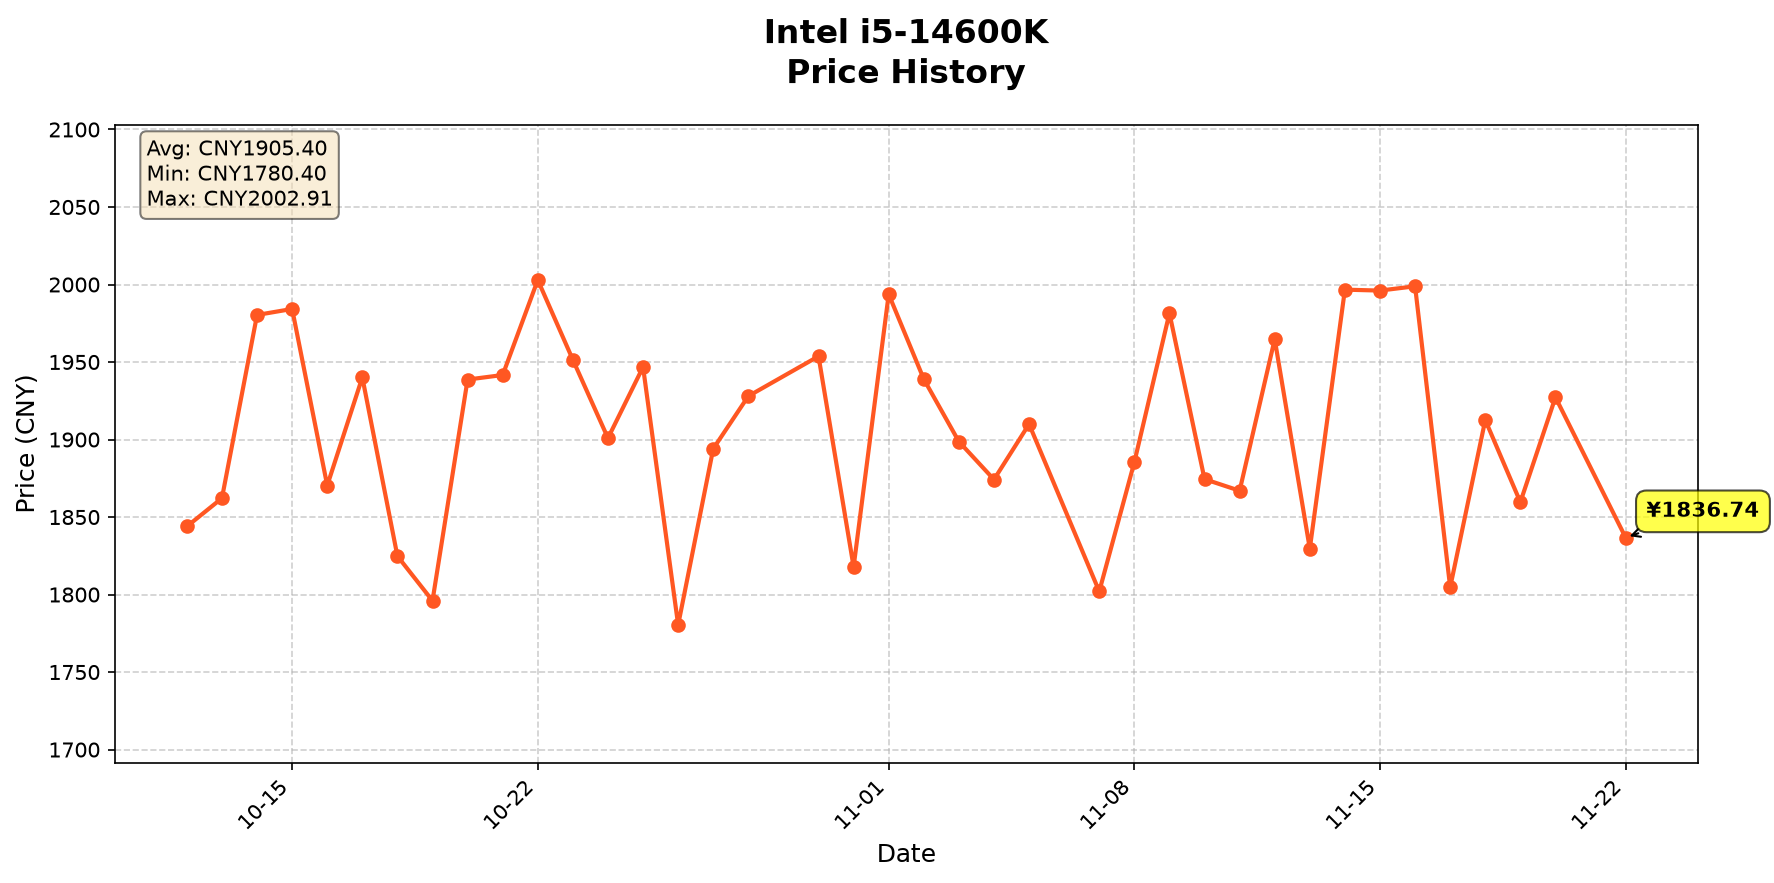 Intel i5-14600K
Price History
Avg: CNY1905.40
Min: CNY1780.40
Max: CNY2002.91
Price (CNY)
2100
2050
2000
1950
1900
1850
1800
1750
1700
¥1836.74
10-15
10-22
11-01
11-08
11-15
11-22
Date